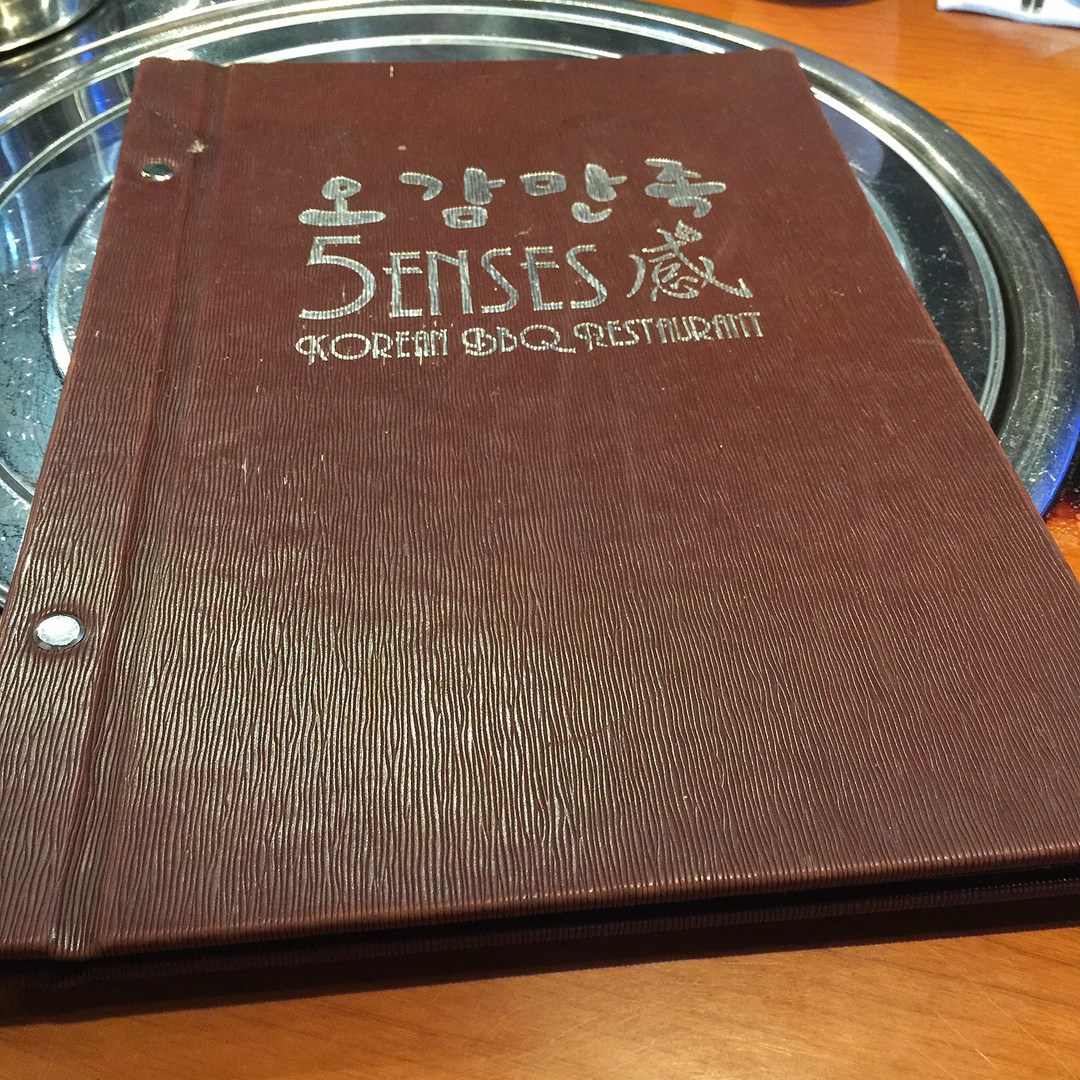 오감만족
5ENSES 感
KOREAN BBQ RESTAURANT